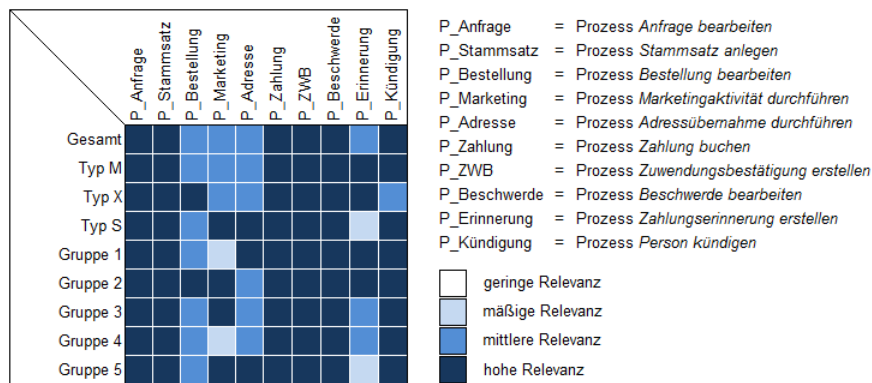 P_Anfrage
P_Stammsatz
P_Bestellung
P_Marketing
P_Adresse
P_Zahlung
P_ZWB
P_Beschwerde
P_Erinnerung
P_Kündigung
Gesamt
Typ M
Typ X
Typ S
Gruppe 1
Gruppe 2
Gruppe 3
Gruppe 4
Gruppe 5
P_Anfrage = Prozess Anfrage bearbeiten
P_Stammsatz = Prozess Stammsatz anlegen
P_Bestellung = Prozess Bestellung bearbeiten
P_Marketing = Prozess Marketingaktivität durchführen
P_Adresse = Prozess Adressübernahme durchführen
P_Zahlung = Prozess Zahlung buchen
P_ZWB = Prozess Zuwendungsbestätigung erstellen
P_Beschwerde = Prozess Beschwerde bearbeiten
P_Erinnerung = Prozess Zahlungserinnerung erstellen
P_Kündigung = Prozess Person kündigen
geringe Relevanz
mäßige Relevanz
mittlere Relevanz
hohe Relevanz